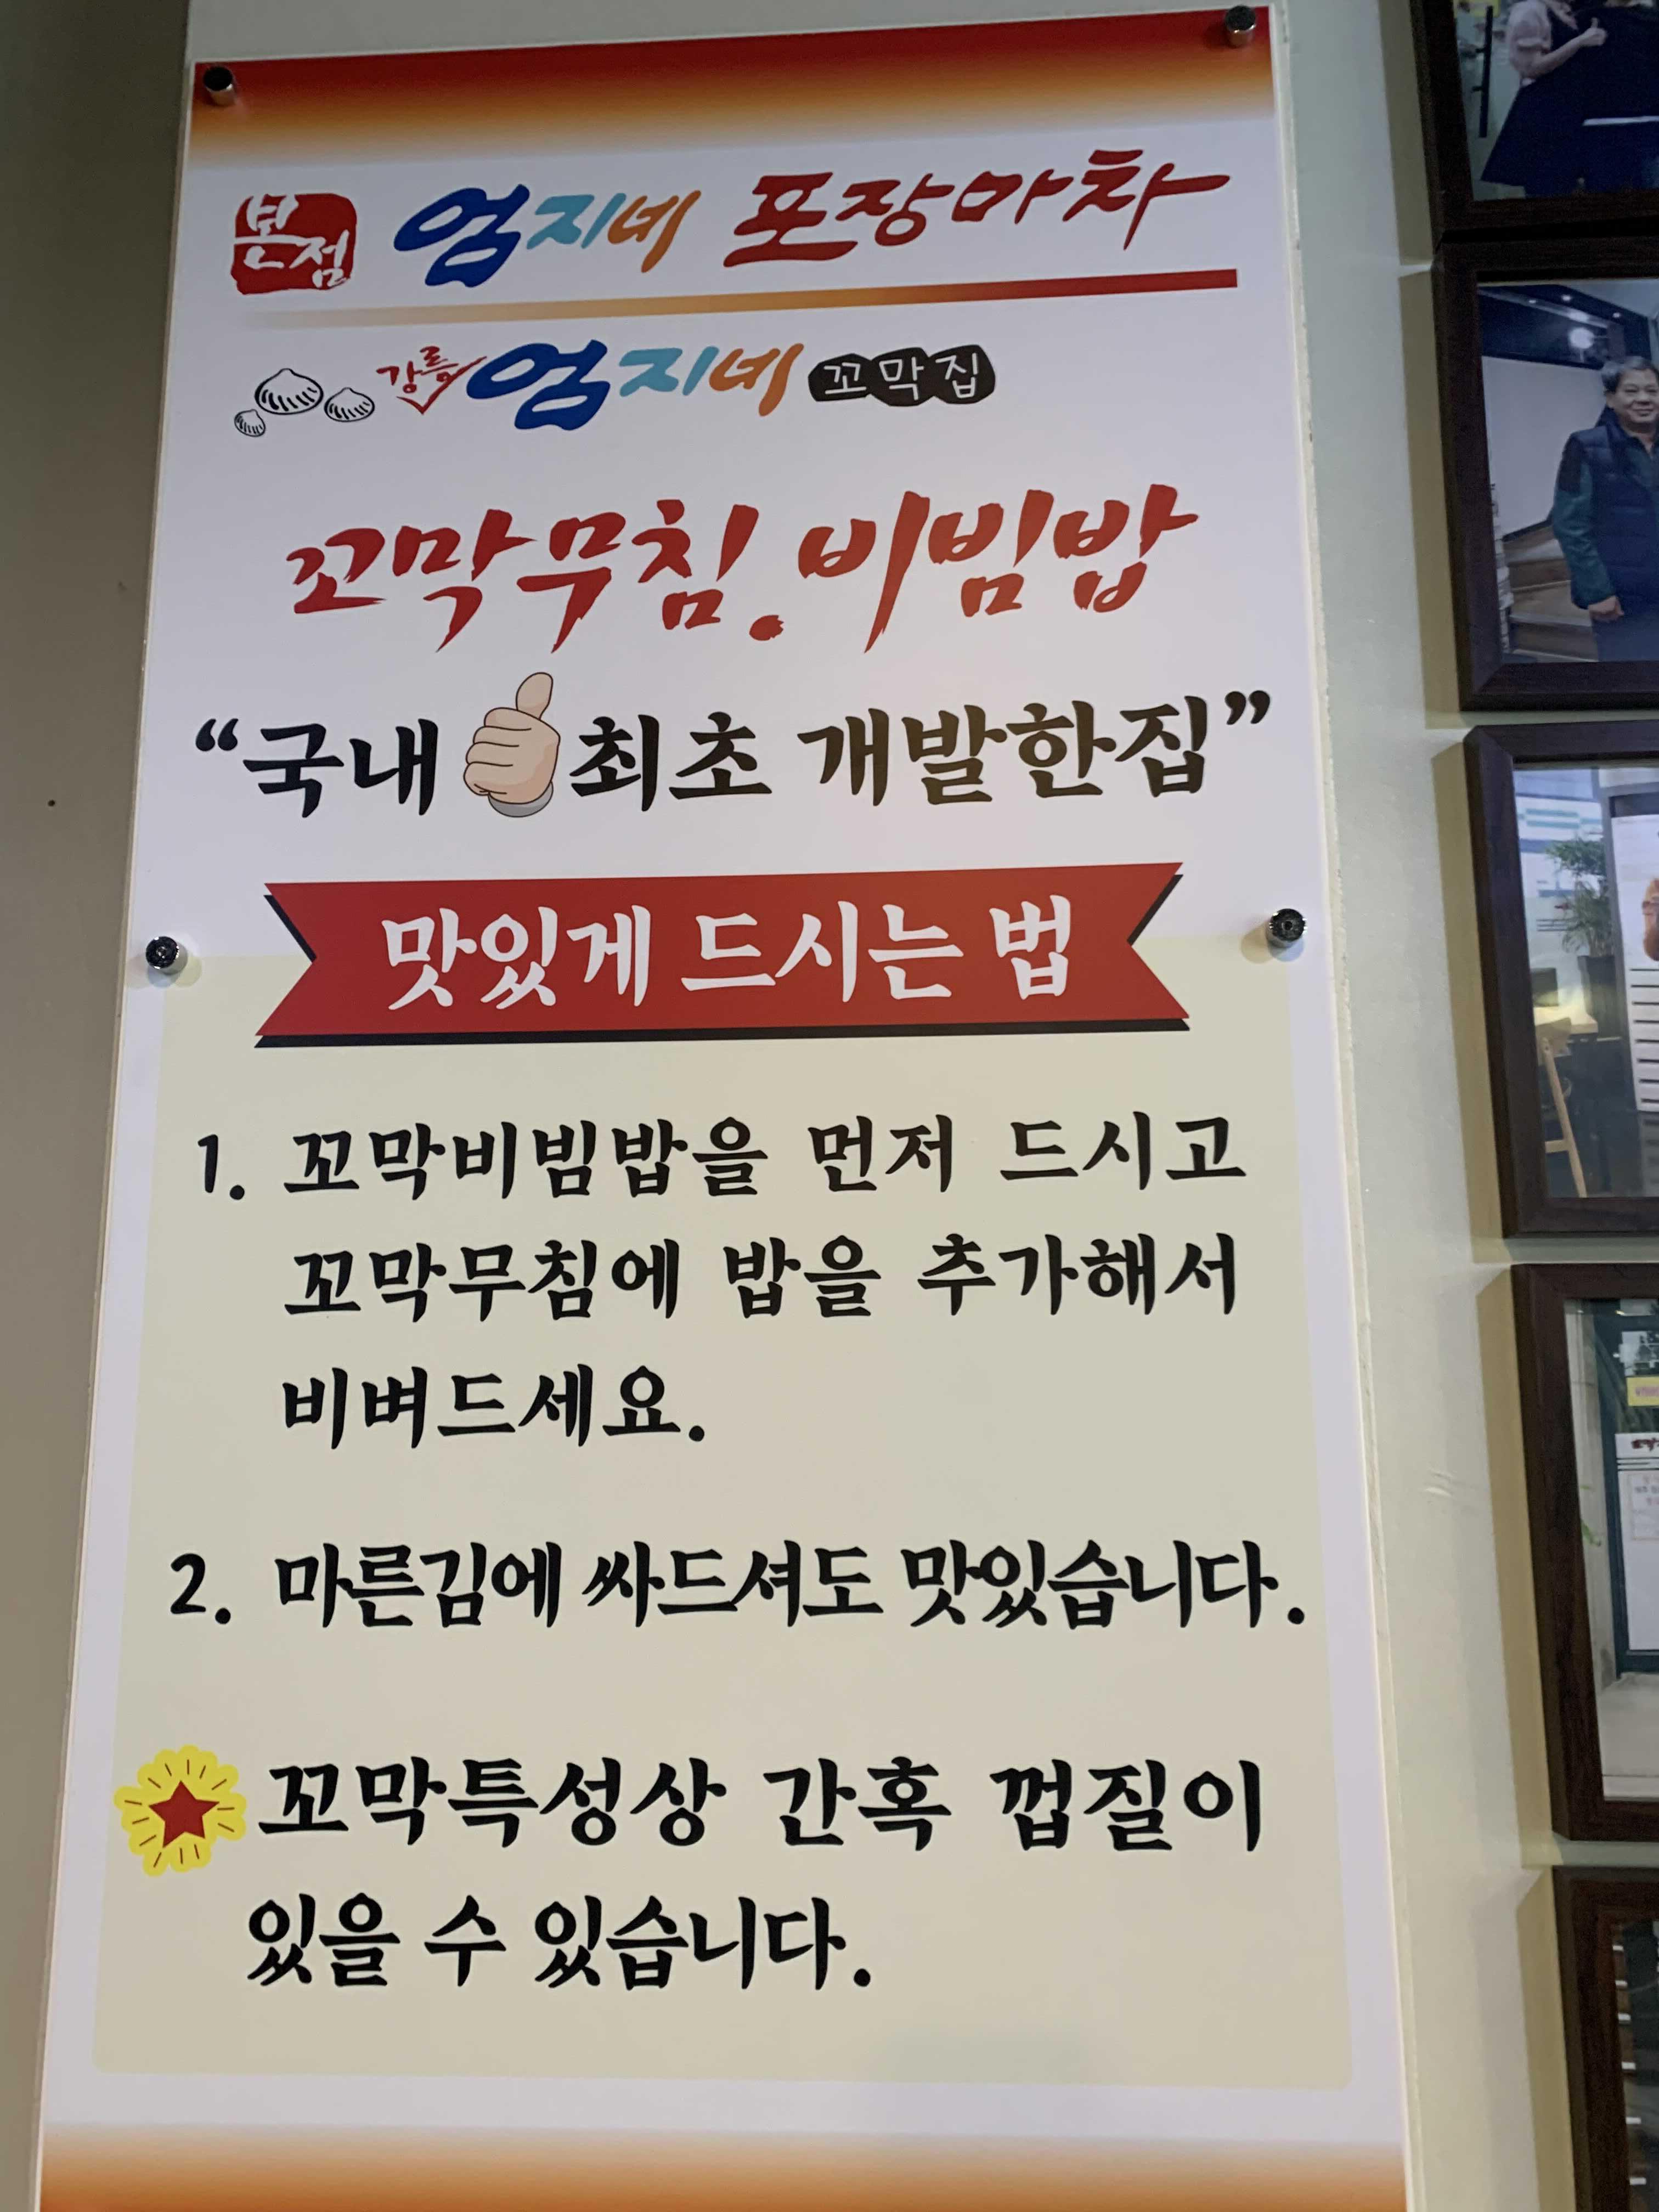 본점 엄지네 포장마차
강릉 엄지네 꼬막집
꼬막무침.비빔밥
“국내 최초 개발한집”
맛있게 드시는 법
1. 꼬막비빔밥을 먼저 드시고
꼬막무침에 밥을 추가해서
비벼드세요.
2. 마른김에 싸드셔도 맛있습니다.
꼬막특성상 간혹 껍질이
있을 수 있습니다.